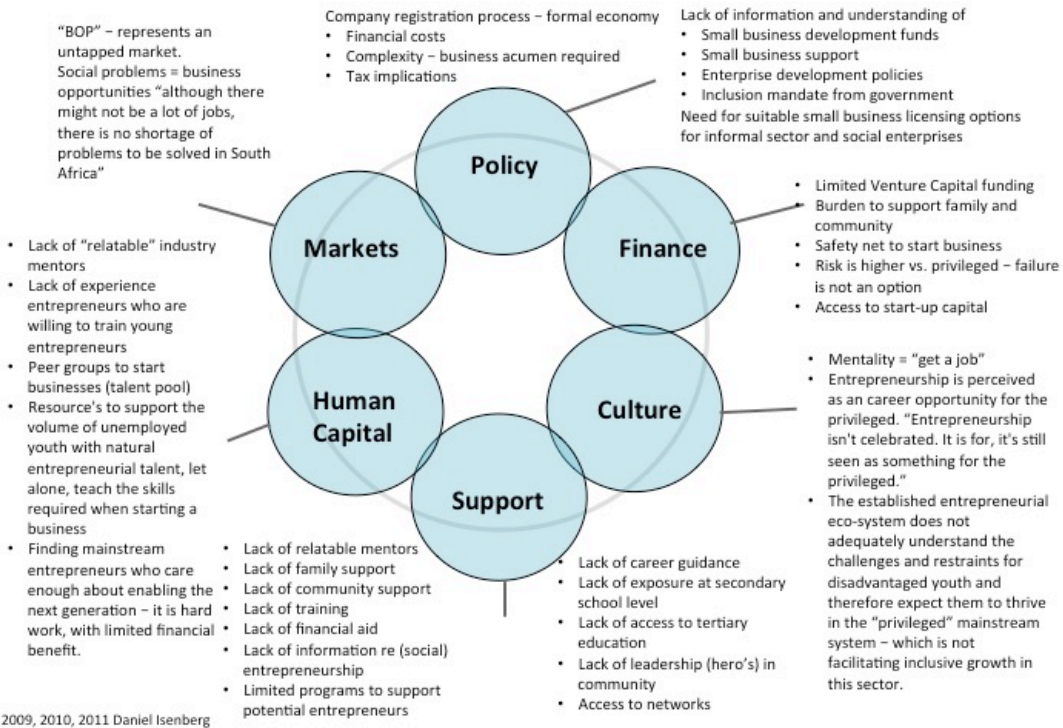 “BOP” – represents an
untapped market.
Social problems = business
opportunities “although there
might not be a lot of jobs,
there is no shortage of
problems to be solved in South
Africa”
Company registration process – formal economy
• Financial costs
• Complexity – business acumen required
• Tax implications
Lack of information and understanding of
• Small business development funds
• Small business support
• Enterprise development policies
• Inclusion mandate from government
Need for suitable small business licensing options
for informal sector and social enterprises
Policy
Markets
Finance
Human
Capital
Culture
Support
• Limited Venture Capital funding
• Burden to support family and
community
• Safety net to start business
• Risk is higher vs. privileged – failure
is not an option
• Access to start-up capital
• Lack of “relatable” industry
mentors
• Lack of experience
entrepreneurs who are
willing to train young
entrepreneurs
• Peer groups to start
businesses (talent pool)
• Resource's to support the
volume of unemployed
youth with natural
entrepreneurial talent, let
alone, teach the skills
required when starting a
business
• Finding mainstream
entrepreneurs who care
enough about enabling the
next generation – it is hard
work, with limited financial
benefit.
• Mentality = “get a job”
• Entrepreneurship is perceived
as an career opportunity for the
privileged. “Entrepreneurship
isn't celebrated. It is for, it's still
seen as something for the
privileged.”
• The established entrepreneurial
eco-system does not
adequately understand the
challenges and restraints for
disadvantaged youth and
therefore expect them to thrive
in the “privileged” mainstream
system – which is not
facilitating inclusive growth in
this sector.
• Lack of relatable mentors
• Lack of family support
• Lack of community support
• Lack of training
• Lack of financial aid
• Lack of information re (social)
entrepreneurship
• Limited programs to support
potential entrepreneurs
• Lack of career guidance
• Lack of exposure at secondary
school level
• Lack of access to tertiary
education
• Lack of leadership (hero's) in
community
• Access to networks
2009, 2010, 2011 Daniel Isenberg